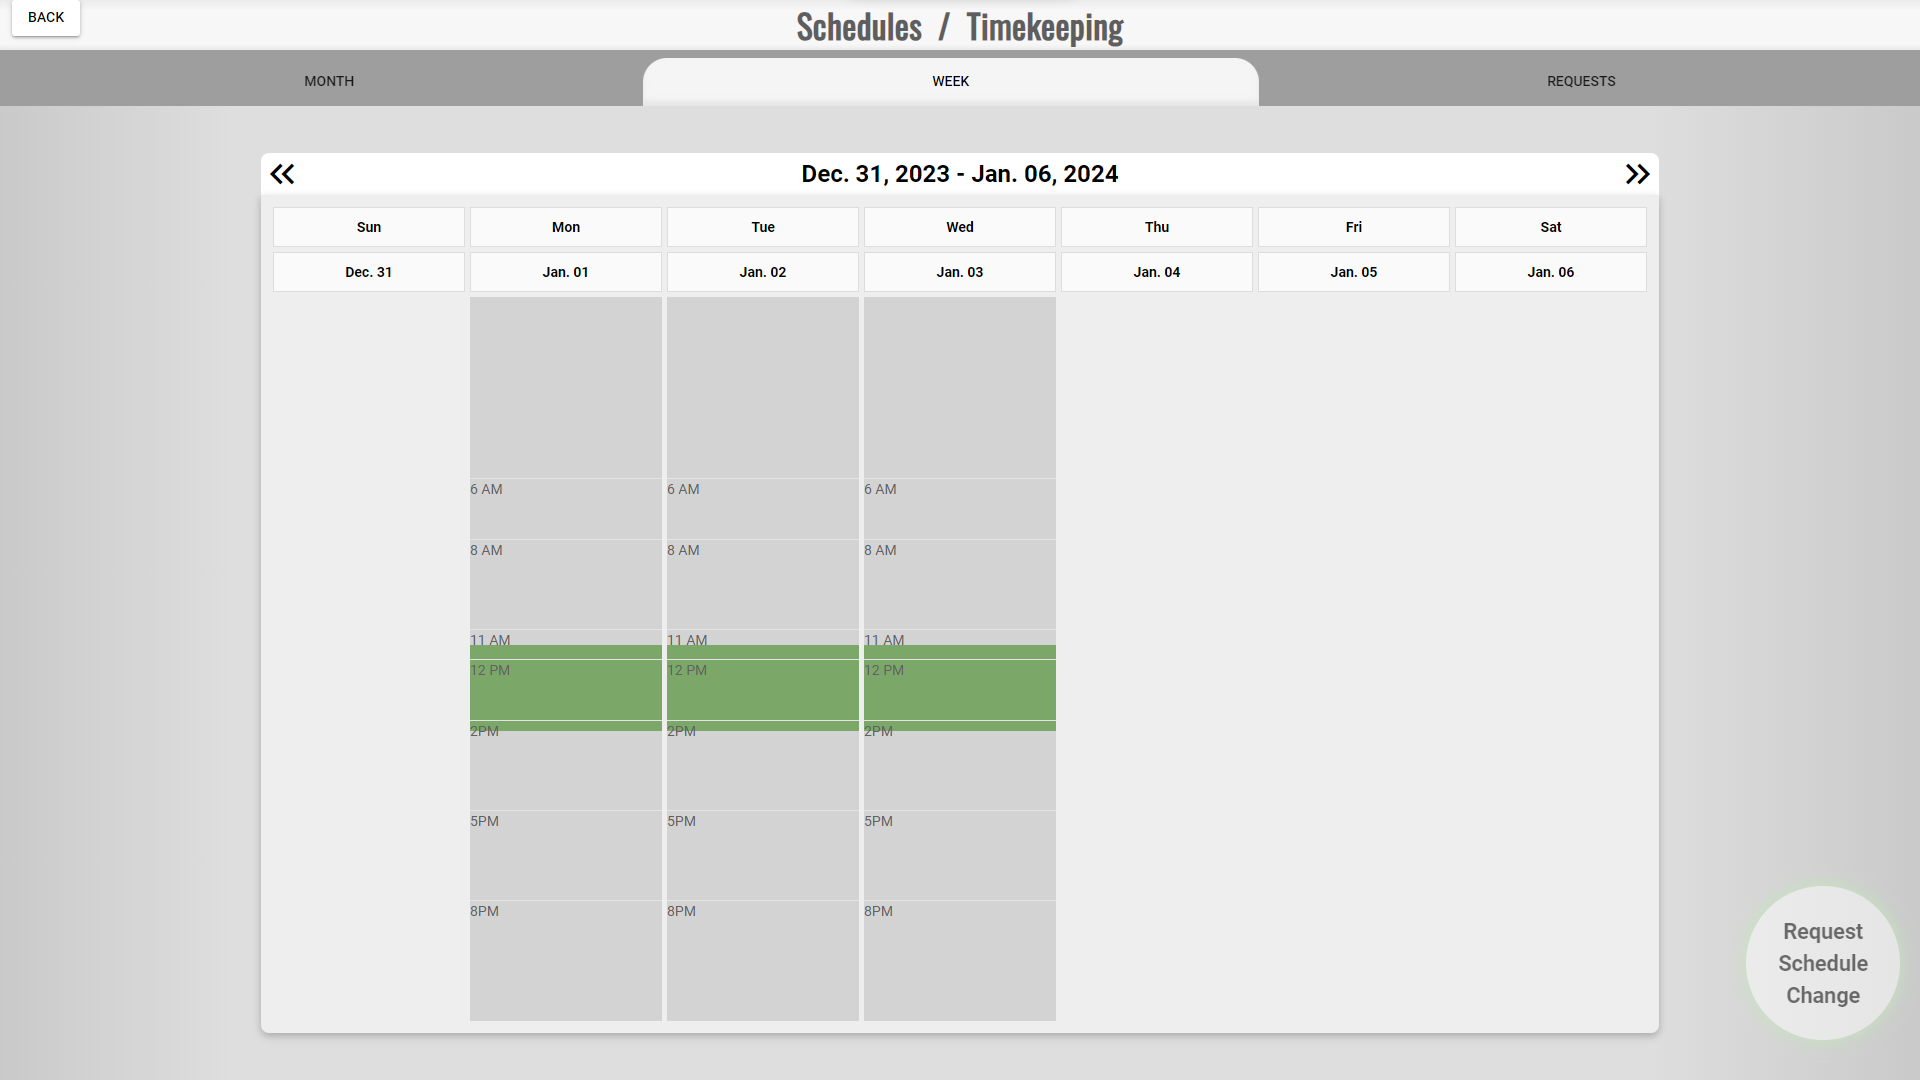 BACK
Schedules / Timekeeping
MONTH
WEEK
REQUESTS
Dec. 31, 2023 - Jan. 06, 2024
Sun Mon Tue Wed Thu Fri Sat
Dec. 31 Jan. 01 Jan. 02 Jan. 03 Jan. 04 Jan. 05 Jan. 06
6 AM 6 AM 6 AM
8 AM 8 AM 8 AM
11 AM 11 AM 11 AM
12 PM 12 PM 12 PM
2PM 2PM 2PM
5PM 5PM 5PM
8PM 8PM 8PM
Request
Schedule
Change